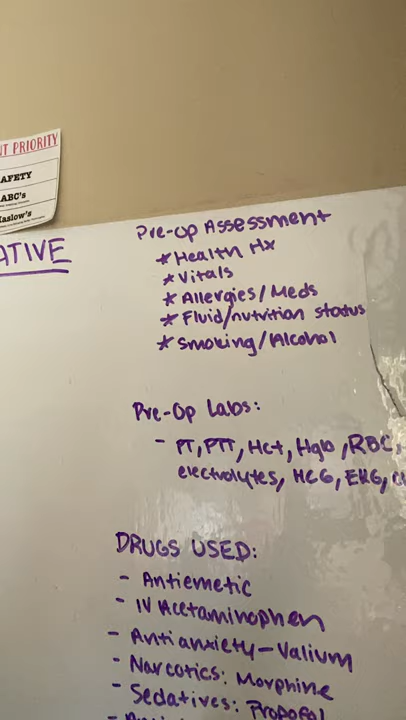 NT PRIORITY
AFETY
ABC's
Maslow's
ATIVE
Pre-op Assessment
* Health Hx
* Vitals
* Allergies/Meds
* Fluid/nutrition status
* Smoking/Alcohol
Pre-Op Labs:
- PT, PTT, Hct, Hgb, RBC,
electrolytes, HCG, EKG, C
DRUGS USED:
- Antiemetic
- IV Acetaminophen
- Antianxiety-Valium
- Narcotics: Morphine
- Sedatives: Propofol